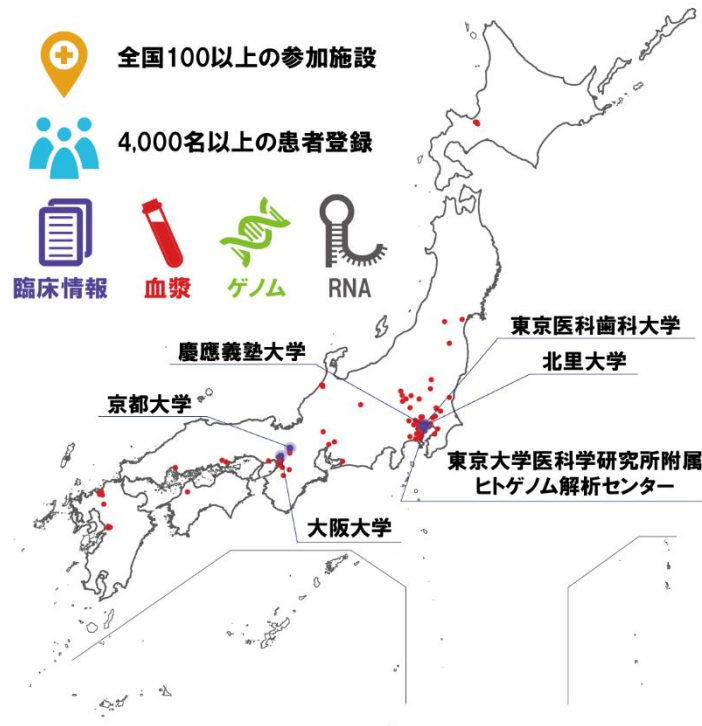 全国100以上の参加施設
4,000名以上の患者登録
臨床情報
血漿
ゲノム
RNA
東京医科歯科大学
慶應義塾大学
北里大学
京都大学
東京大学医科学研究所附属
ヒトゲノム解析センター
大阪大学